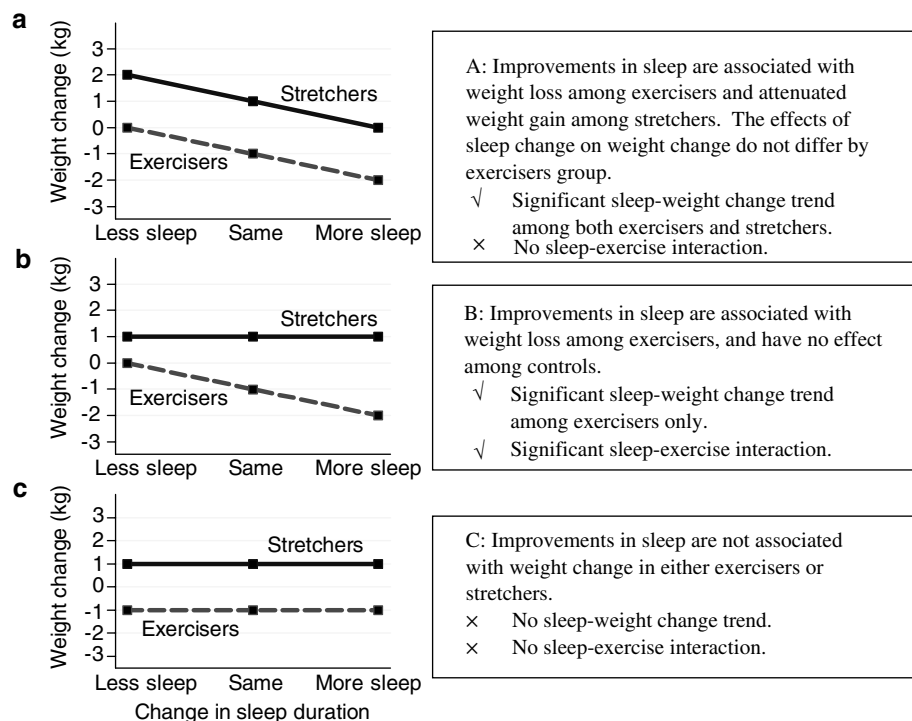 a
Weight change (kg)
3
2
1
0
-1
-2
-3
Stretchers
Exercisers
Less sleep Same More sleep
A: Improvements in sleep are associated with
weight loss among exercisers and attenuated
weight gain among stretchers. The effects of
sleep change on weight change do not differ by
exercisers group.
√ Significant sleep-weight change trend
among both exercisers and stretchers.
× No sleep-exercise interaction.
b
Weight change (kg)
3
2
1
0
-1
-2
-3
Stretchers
Exercisers
Less sleep Same More sleep
B: Improvements in sleep are associated with
weight loss among exercisers, and have no effect
among controls.
√ Significant sleep-weight change trend
among exercisers only.
√ Significant sleep-exercise interaction.
c
Weight change (kg)
3
2
1
0
-1
-2
-3
Stretchers
Exercisers
Less sleep Same More sleep
Change in sleep duration
C: Improvements in sleep are not associated
with weight change in either exercisers or
stretchers.
× No sleep-weight change trend.
× No sleep-exercise interaction.